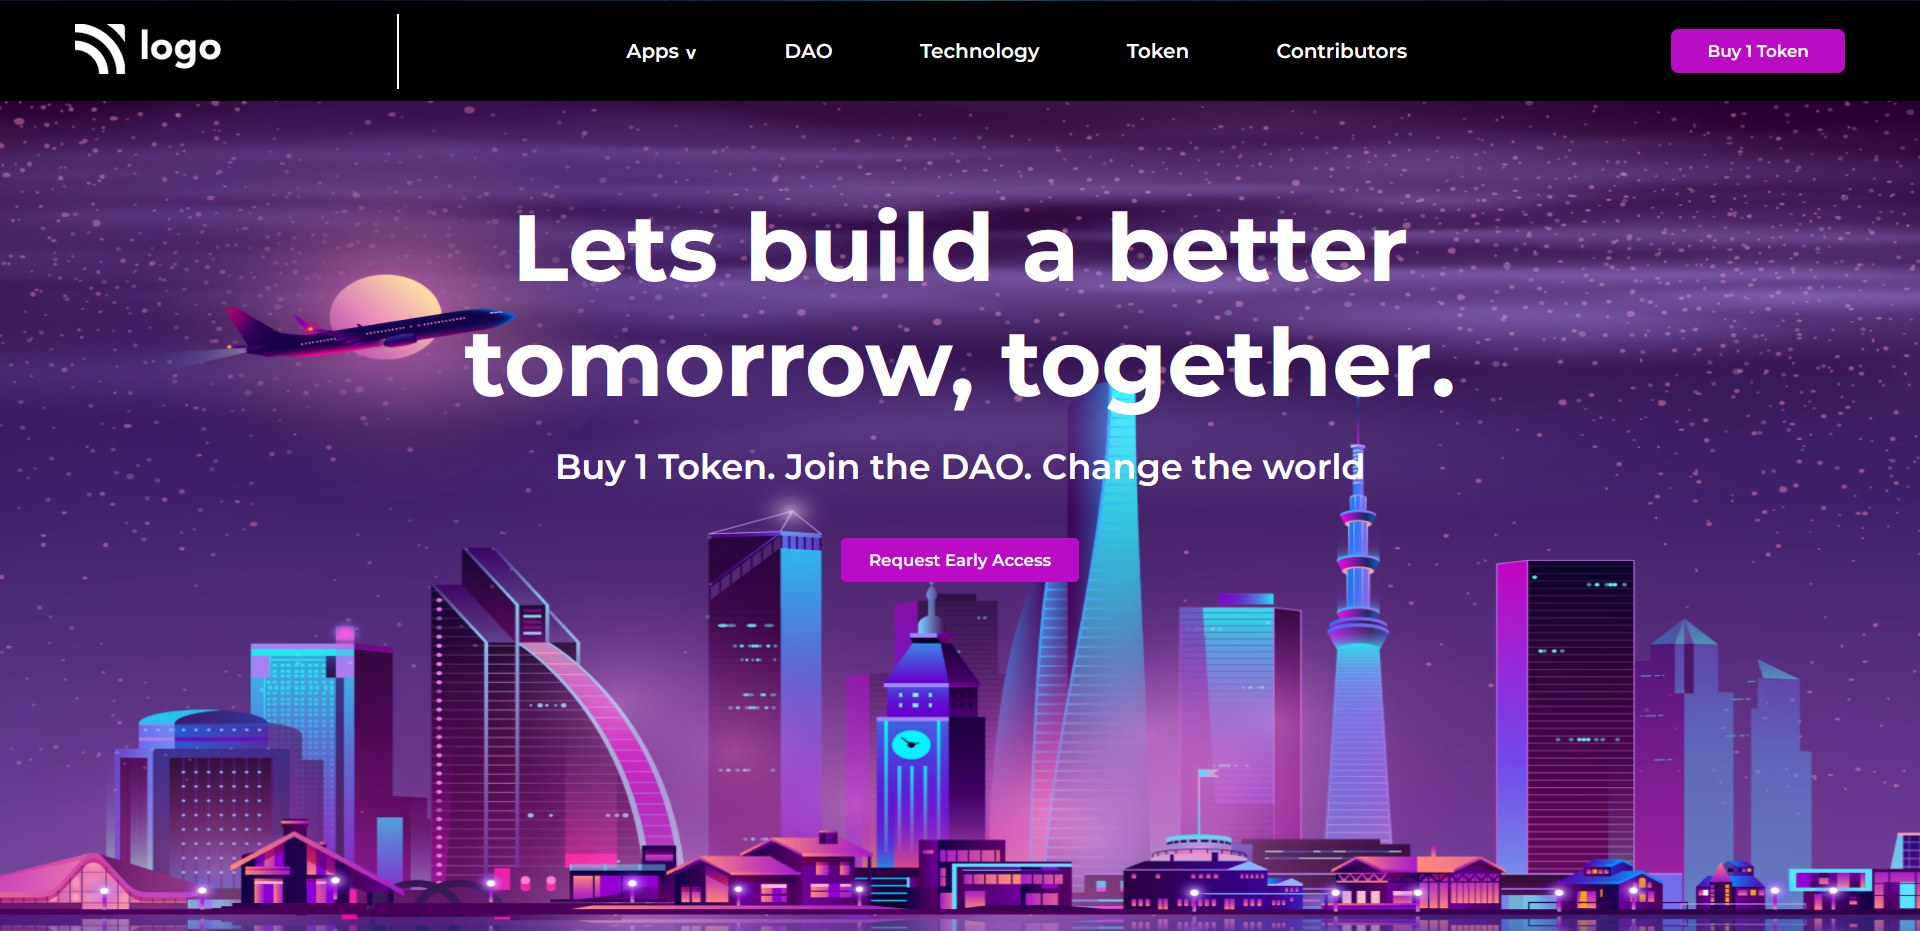 logo
Apps v
DAO
Technology
Token
Contributors
Buy 1 Token
Lets build a better
tomorrow, together.
Buy 1 Token. Join the DAO. Change the world
Request Early Access